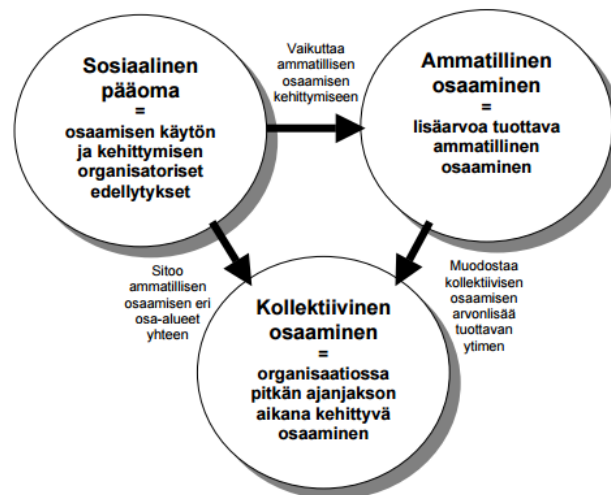 Sosiaalinen
pääoma
=
osaamisen käytön
ja kehittymisen
organisatoriset
edellytykset
Vaikuttaa
ammatillisen
osaamisen
kehittymiseen
Ammatillinen
osaaminen
=
lisäarvoa tuottava
ammatillinen
osaaminen
Sitoo
ammatillisen
osaamisen eri
osa-alueet
yhteen
Muodostaa
kollektiivisen
osaamisen
arvonlisää
tuottavan
ytimen
Kollektiivinen
osaaminen
=
organisaatiossa
pitkän ajanjakson
aikana kehittyvä
osaaminen